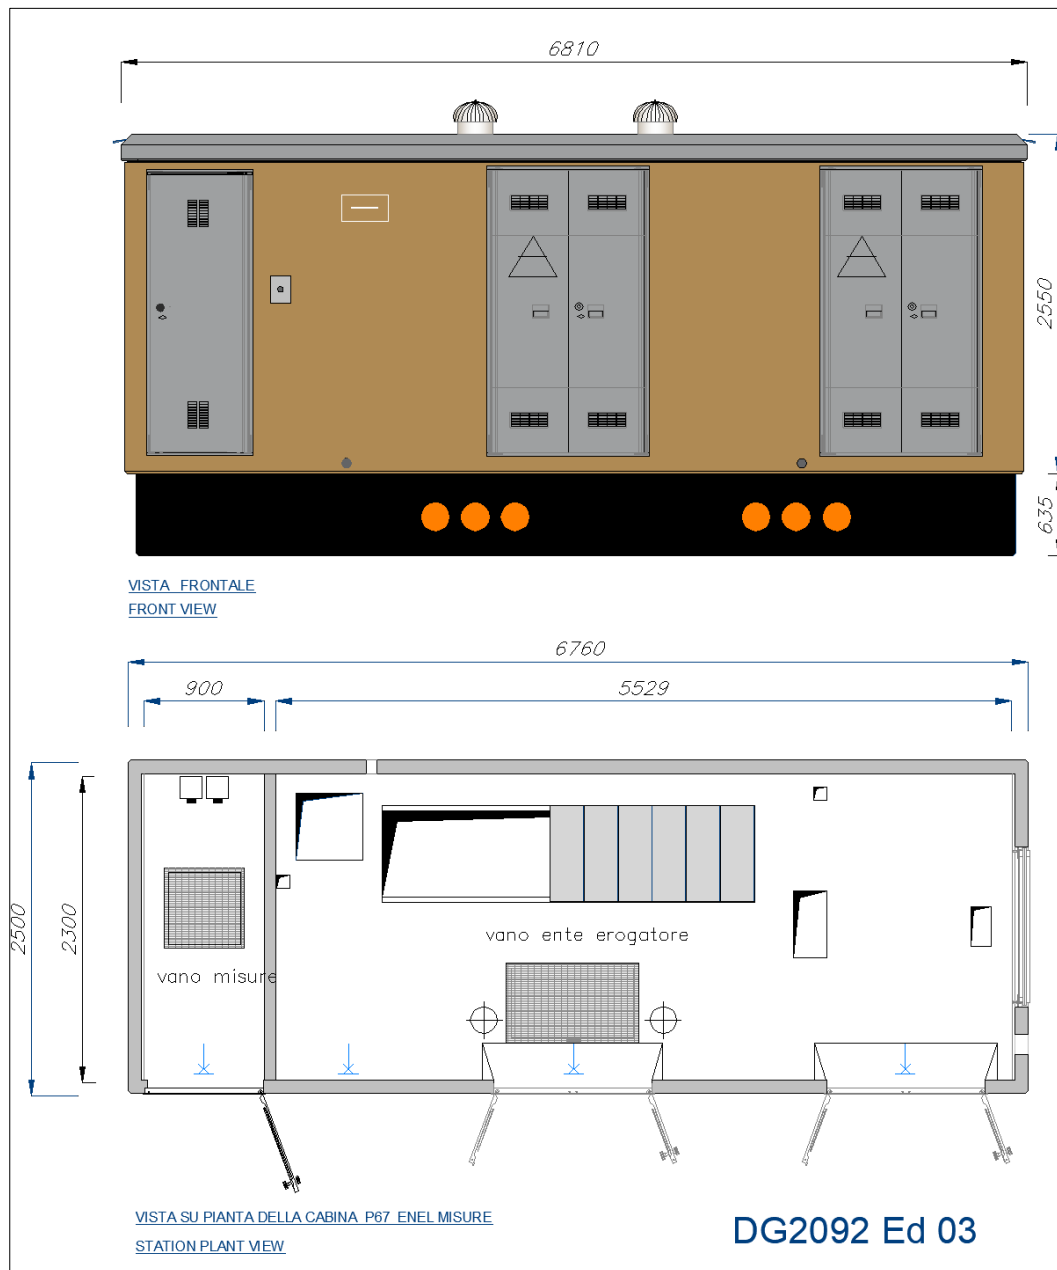 6810
2550
635
VISTA FRONTALE
FRONT VIEW
6760
900
5529
2500
2300
vano ente erogatore
vano misure
VISTA SU PIANTA DELLA CABINA P67 ENEL MISURE
STATION PLANT VIEW
DG2092 Ed 03